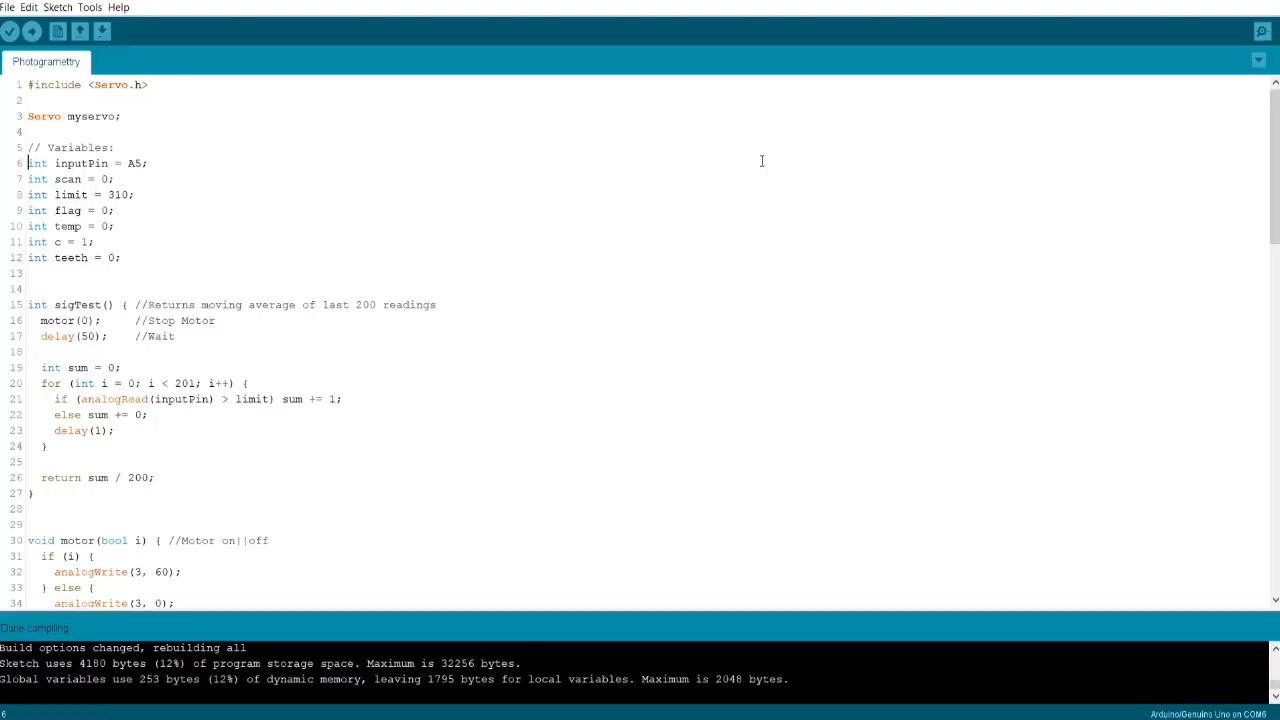 File Edit Sketch Tools Help
Photogramettry
1 #include <Servo.h>
2
3 Servo myservo;
4
5 // Variables:
6 int inputPin = A5;
7 int scan = 0;
8 int limit = 310;
9 int flag = 0;
10 int temp = 0;
11 int c = 1;
12 int teeth = 0;
13
14
15 int sigTest() { //Returns moving average of last 200 readings
16 motor(0); //Stop Motor
17 delay(50); //Wait
18
19 int sum = 0;
20 for (int i = 0; i < 201; i++) {
21 if (analogRead(inputPin) > limit) sum += 1;
22 else sum += 0;
23 delay(1);
24 }
25
26 return sum / 200;
27 }
28
29
30 void motor(bool i) { //Motor on||off
31 if (i) {
32 analogWrite(3, 60);
33 } else {
34 analogWrite(3, 0);
Done compiling
Build options changed, rebuilding all
Sketch uses 4180 bytes (12%) of program storage space. Maximum is 32256 bytes.
Global variables use 253 bytes (12%) of dynamic memory, leaving 1795 bytes for local variables. Maximum is 2048 bytes.
6 Arduino/Genuino Uno on COM6